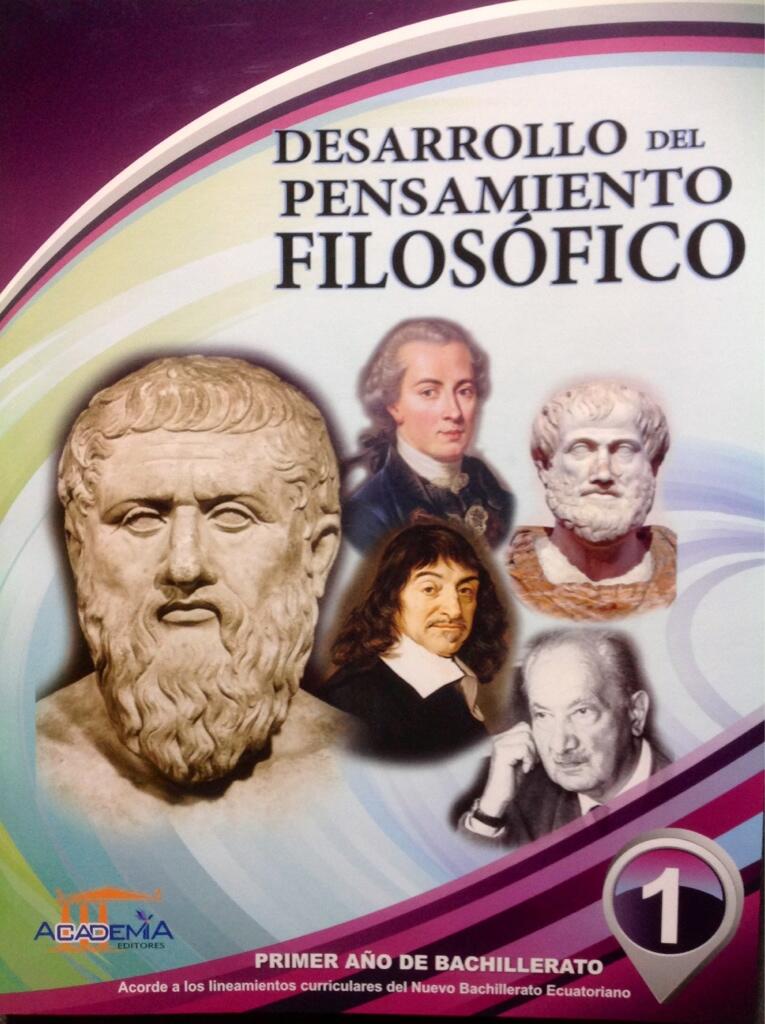 DESARROLLO DEL
PENSAMIENTO
FILOSÓFICO
1
ACADEMIA
EDITORES
PRIMER AÑO DE BACHILLERATO
Acorde a los lineamientos curriculares del Nuevo Bachillerato Ecuatoriano